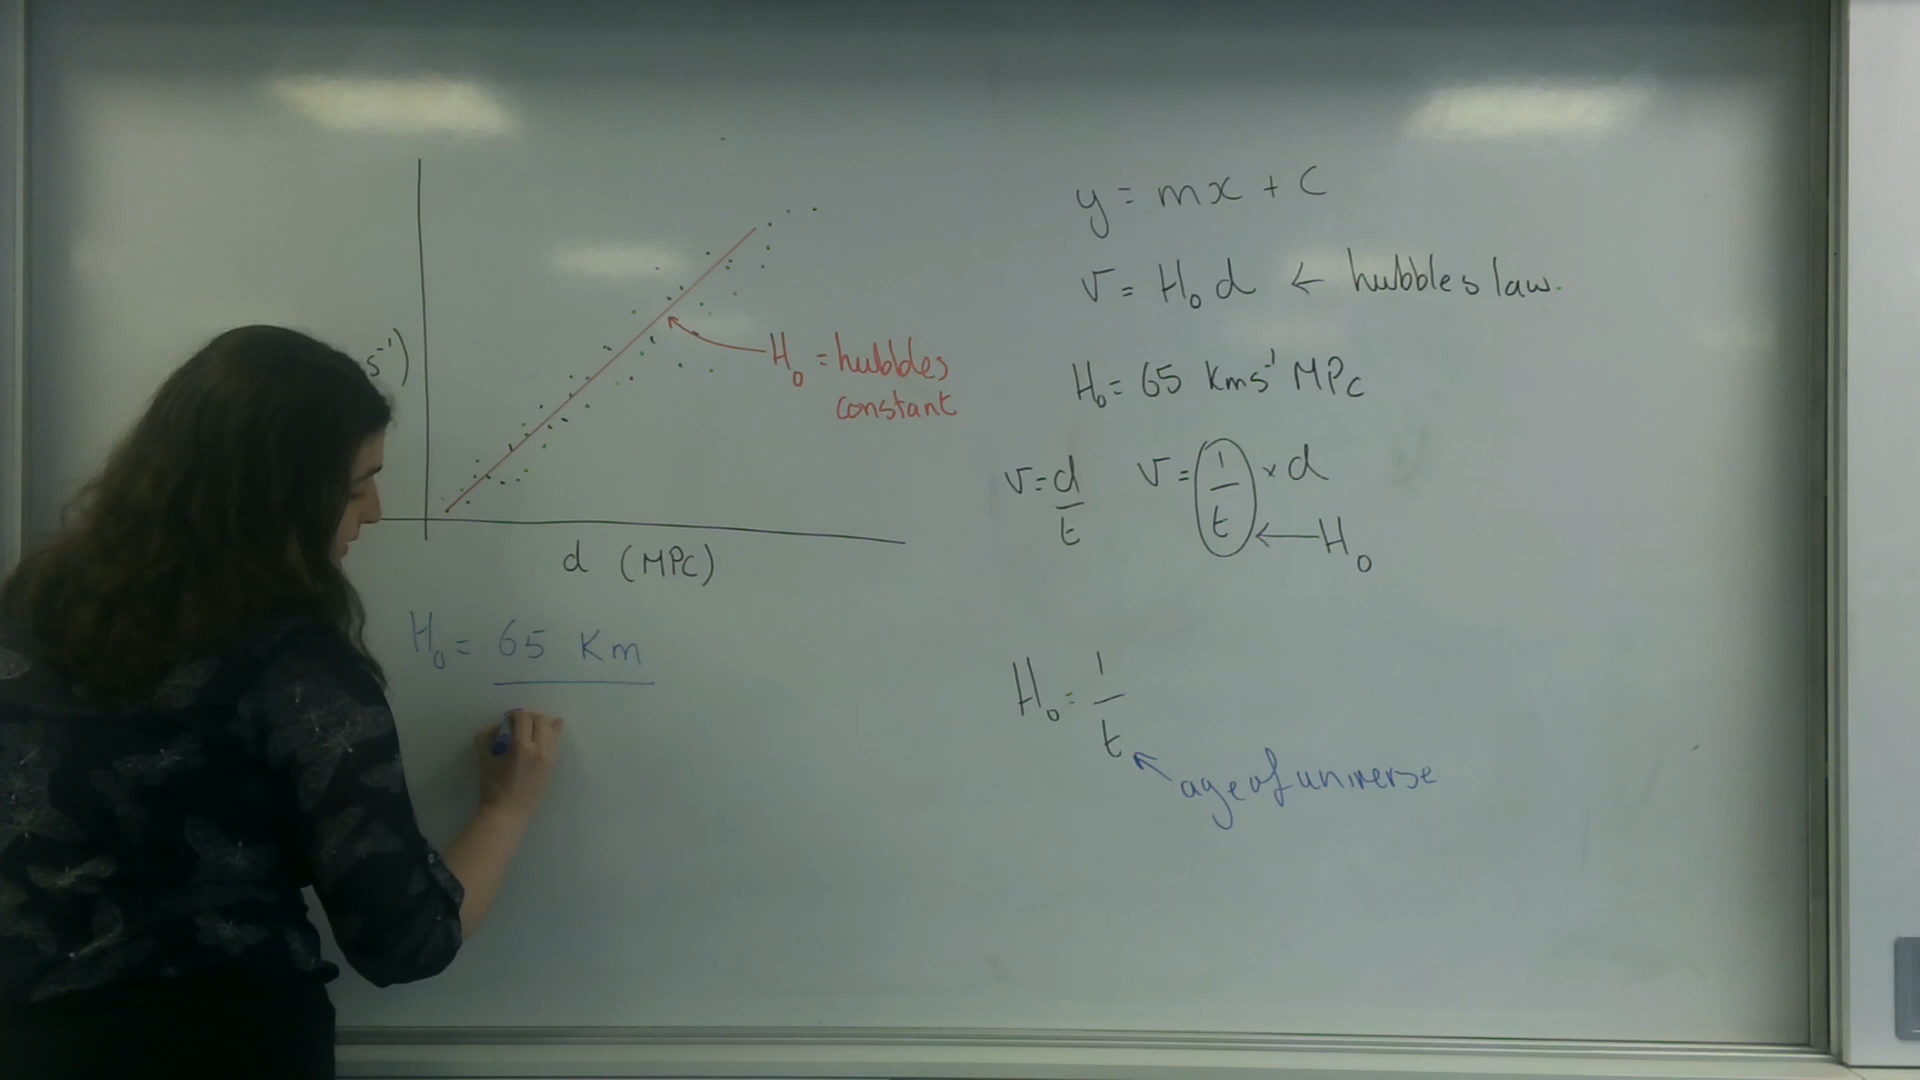 s⁻¹)
H₀ = hubbles
constant
d (MPc)
H₀ = 65 Km
y = mx + c
v = H₀ d ← hubbles law.
H₀ = 65 Kms⁻¹ MPc
v = d/t v = 1/t × d
← H₀
H₀ = 1/t
age of universe